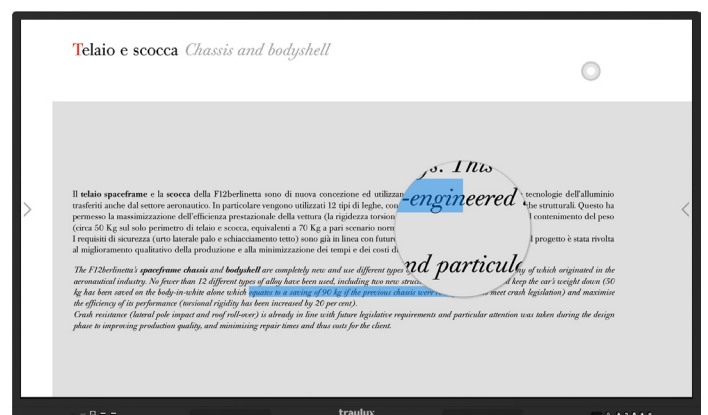 Telaio e scocca Chassis and bodyshell
ys. This
-engineered
nd particul
Il telaio spaceframe e la scocca della F12berlinetta sono di nuova concezione ed utilizzan tecnologie dell'alluminio
trasferiti anche dal settore aeronautico. In particolare vengono utilizzati 12 tipi di leghe, con che strutturali. Questo ha
permesso la massimizzazione dell'efficienza prestazionale della vettura (la rigidezza torsion l contenimento del peso
(circa 50 Kg sul solo perimetro di telaio e scocca, equivalenti a 70 Kg a pari scenario norm
I requisiti di sicurezza (urto laterale palo e schiacciamento tetto) sono già in linea con future l progetto è stata rivolta
al miglioramento qualitativo della produzione e alla minimizzazione dei tempi e dei costi di
The F12berlinetta's spaceframe chassis and bodyshell are completely new and use different types of which originated in the
aeronautical industry. No fewer than 12 different types of alloy have been used, including two new struc keep the car's weight down (50
kg has been saved on the body-in-white alone which equates to a saving of 90 kg if the previous chassis were meet crash legislation) and maximise
the efficiency of its performance (torsional rigidity has been increased by 20 per cent).
Crash resistance (lateral pole impact and roof roll-over) is already in line with future legislative requirements and particular attention was taken during the design
phase to improving production quality, and minimising repair times and thus costs for the client.
traulux